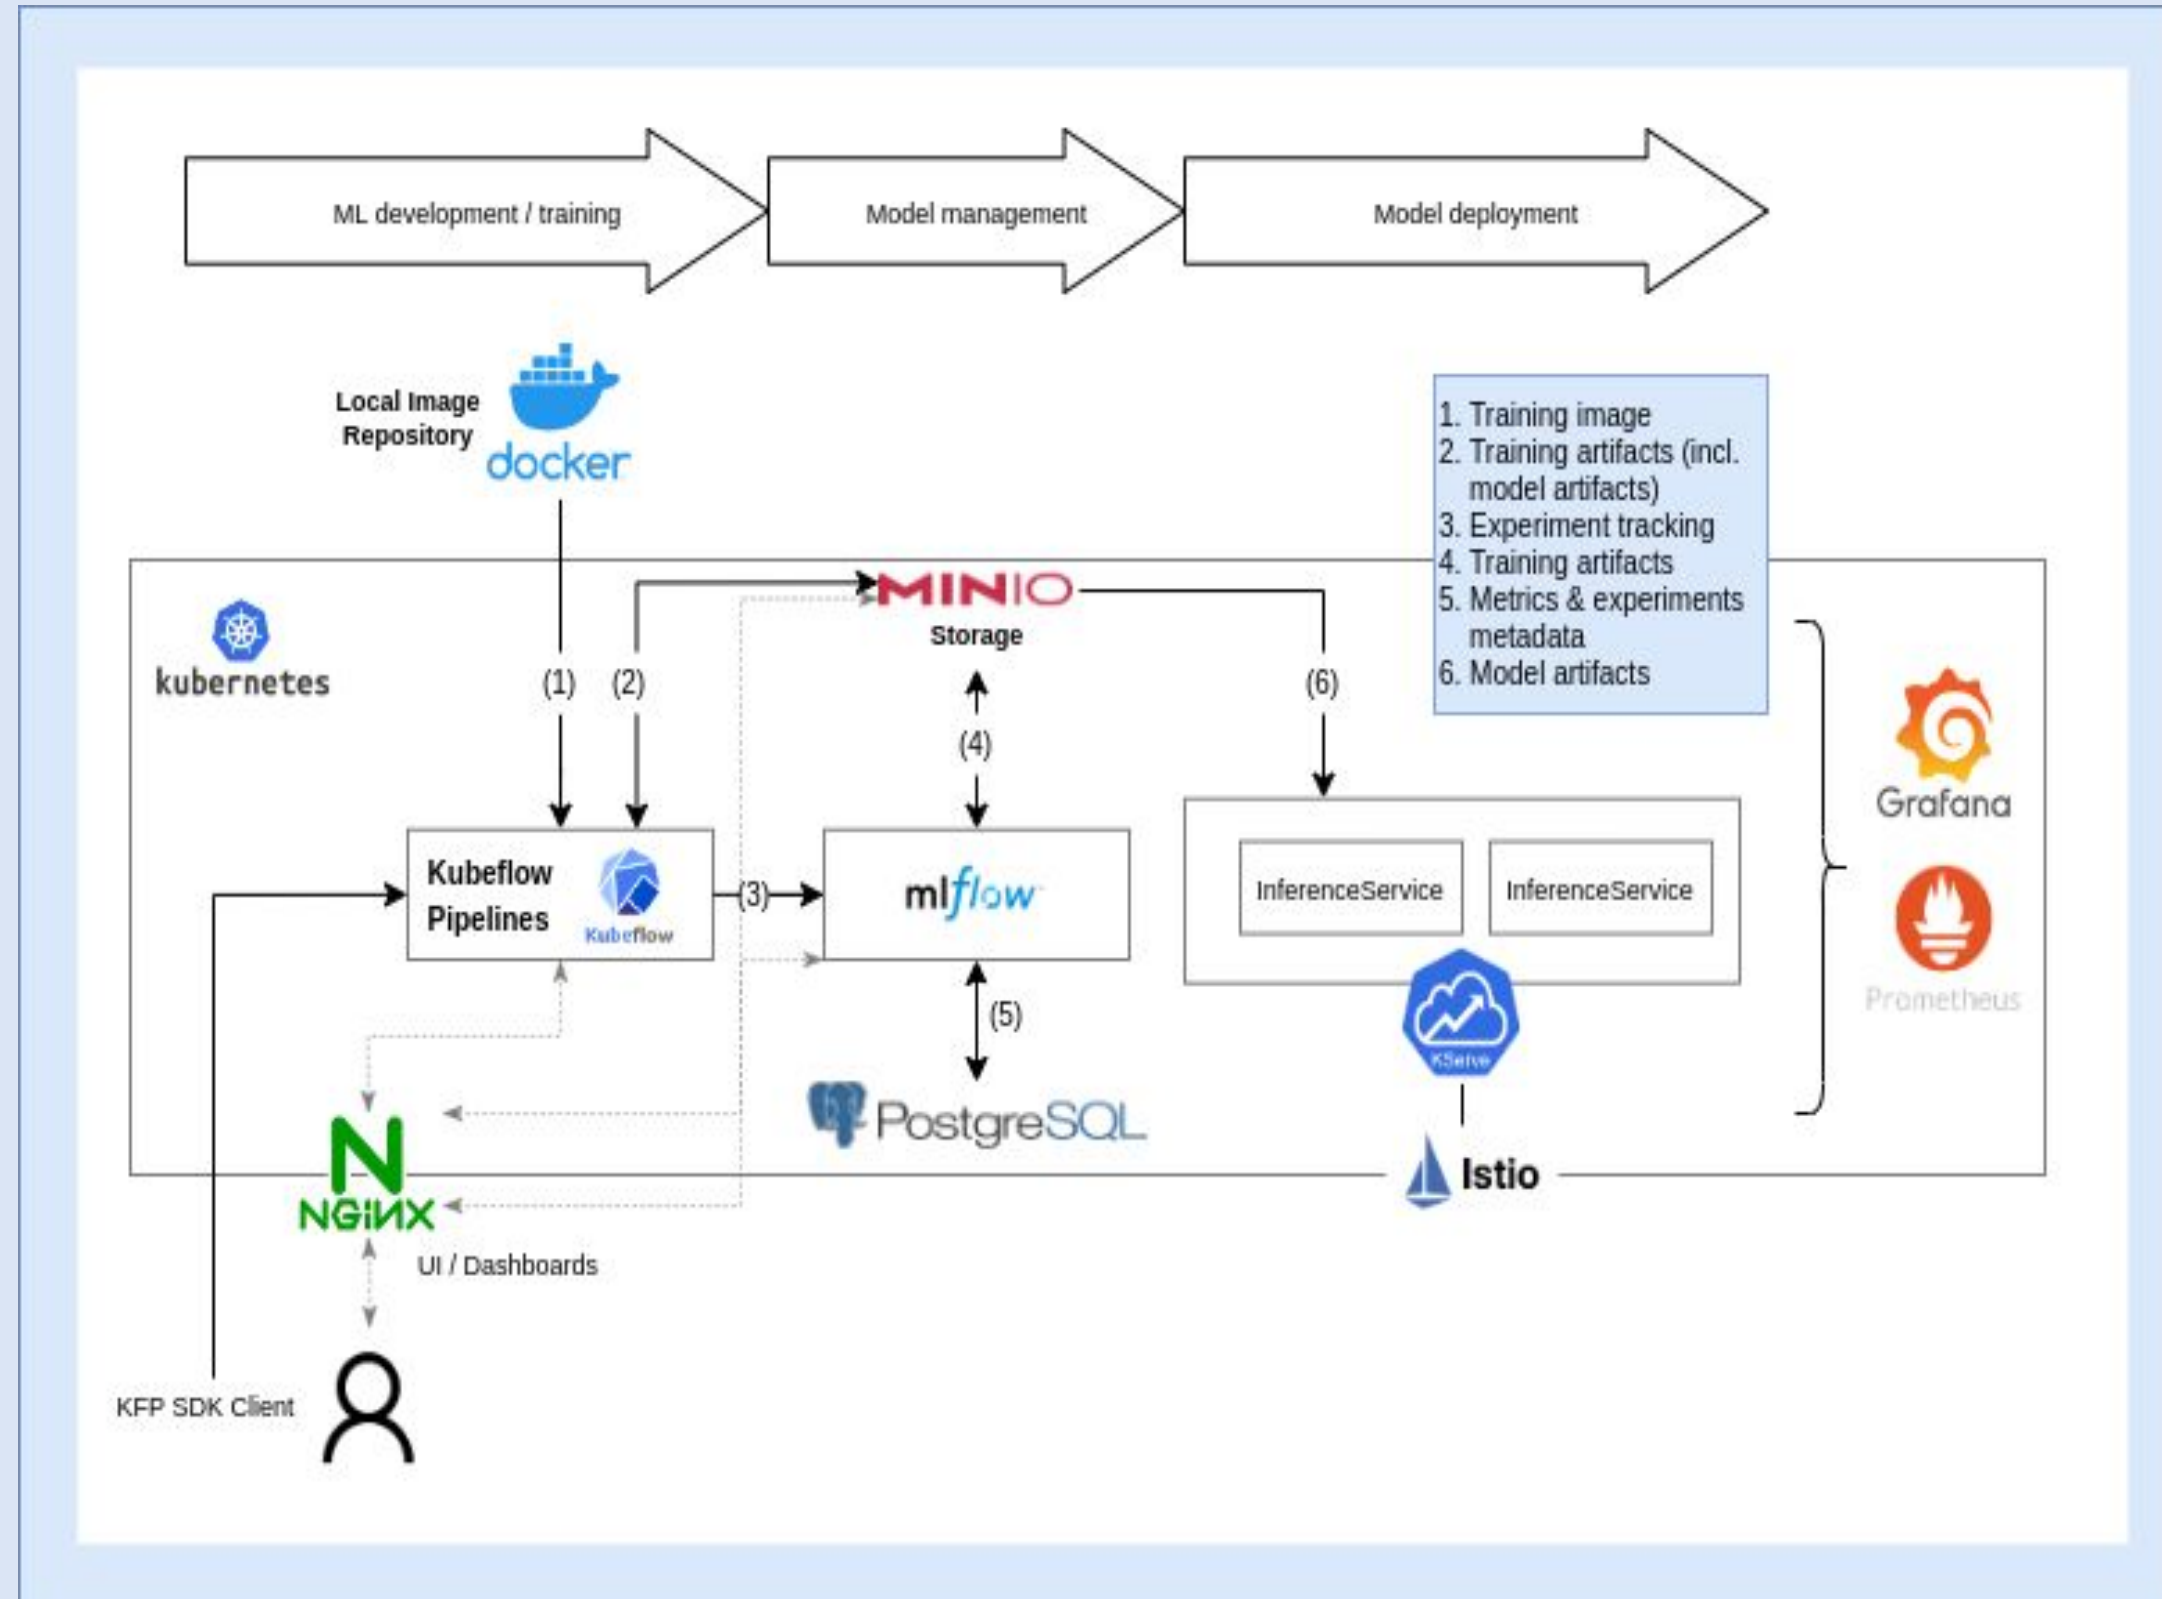 ML development / training
Model management
Model deployment
Local Image
Repository
docker
1. Training image
2. Training artifacts (incl.
model artifacts)
3. Experiment tracking
4. Training artifacts
5. Metrics & experiments
metadata
6. Model artifacts
kubernetes
MINIO
Storage
(1)
(2)
(4)
(6)
Grafana
Kubeflow
Pipelines
Kubeflow
(3)
mlflow
InferenceService
InferenceService
Prometheus
(5)
KServe
PostgreSQL
NGINX
Istio
UI / Dashboards
KFP SDK Client